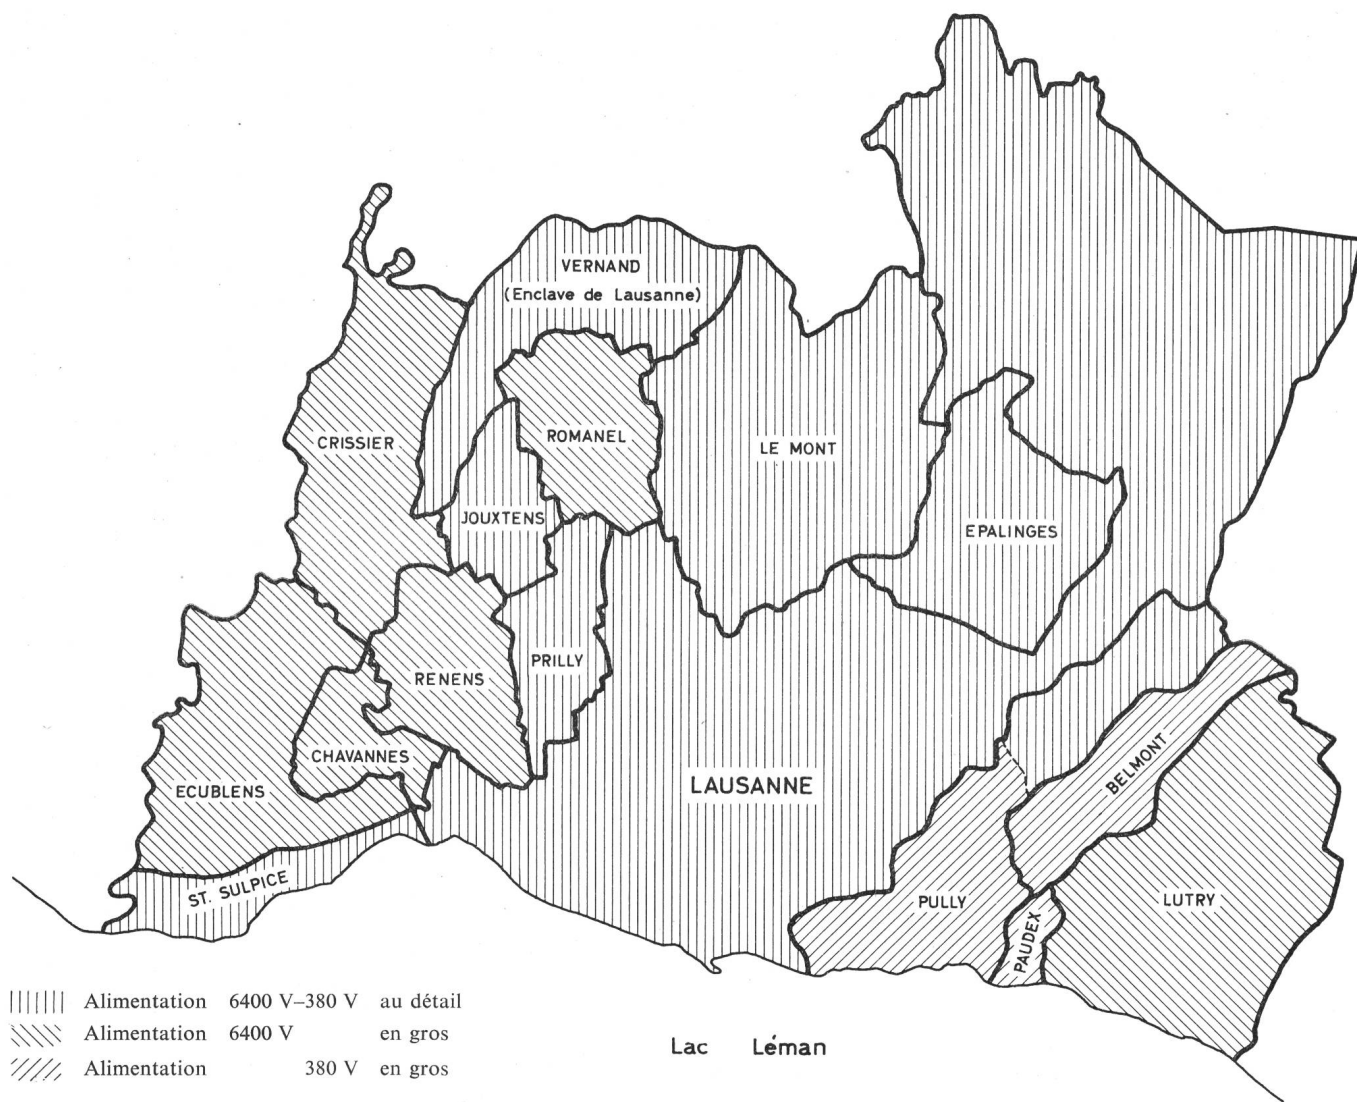 VERNAND
(Enclave de Lausanne)
CRISSIER
ROMANEL
LE MONT
JOUXTENS
EPALINGES
PRILLY
RENENS
CHAVANNES
ECUBLENS
LAUSANNE
BELMONT
ST. SULPICE
PULLY
LUTRY
PAUDEX
Alimentation 6400 V–380 V au détail
Alimentation 6400 V en gros
Alimentation 380 V en gros
Lac Léman